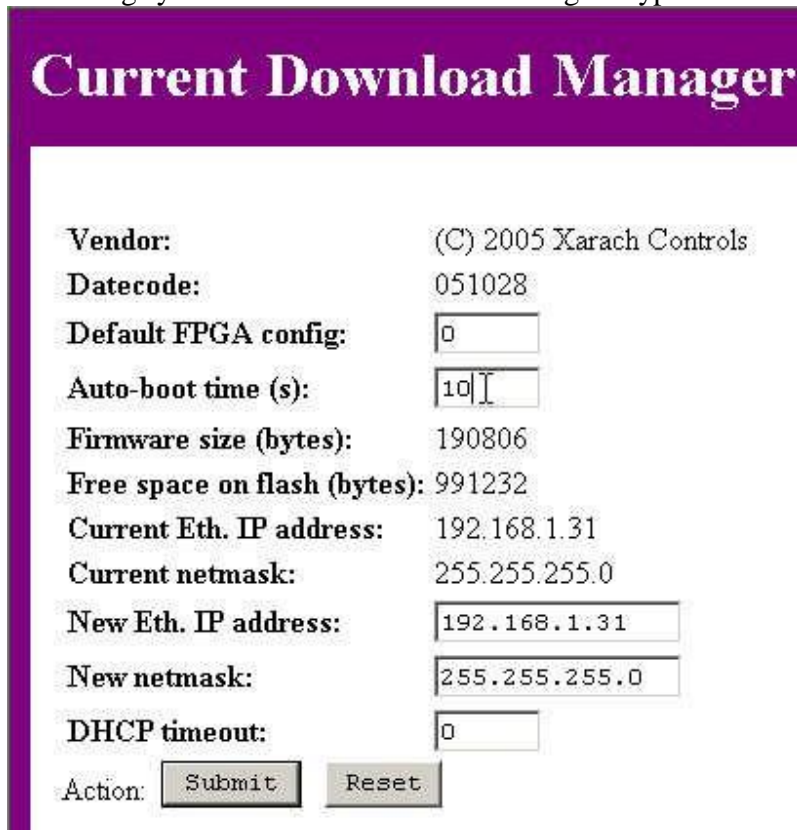 Current Download Manager
Vendor: (C) 2005 Xarach Controls
Datecode: 051028
Default FPGA config: 0
Auto-boot time (s): 10
Firmware size (bytes): 190806
Free space on flash (bytes): 991232
Current Eth. IP address: 192.168.1.31
Current netmask: 255.255.255.0
New Eth. IP address: 192.168.1.31
New netmask: 255.255.255.0
DHCP timeout: 0
Action: Submit Reset